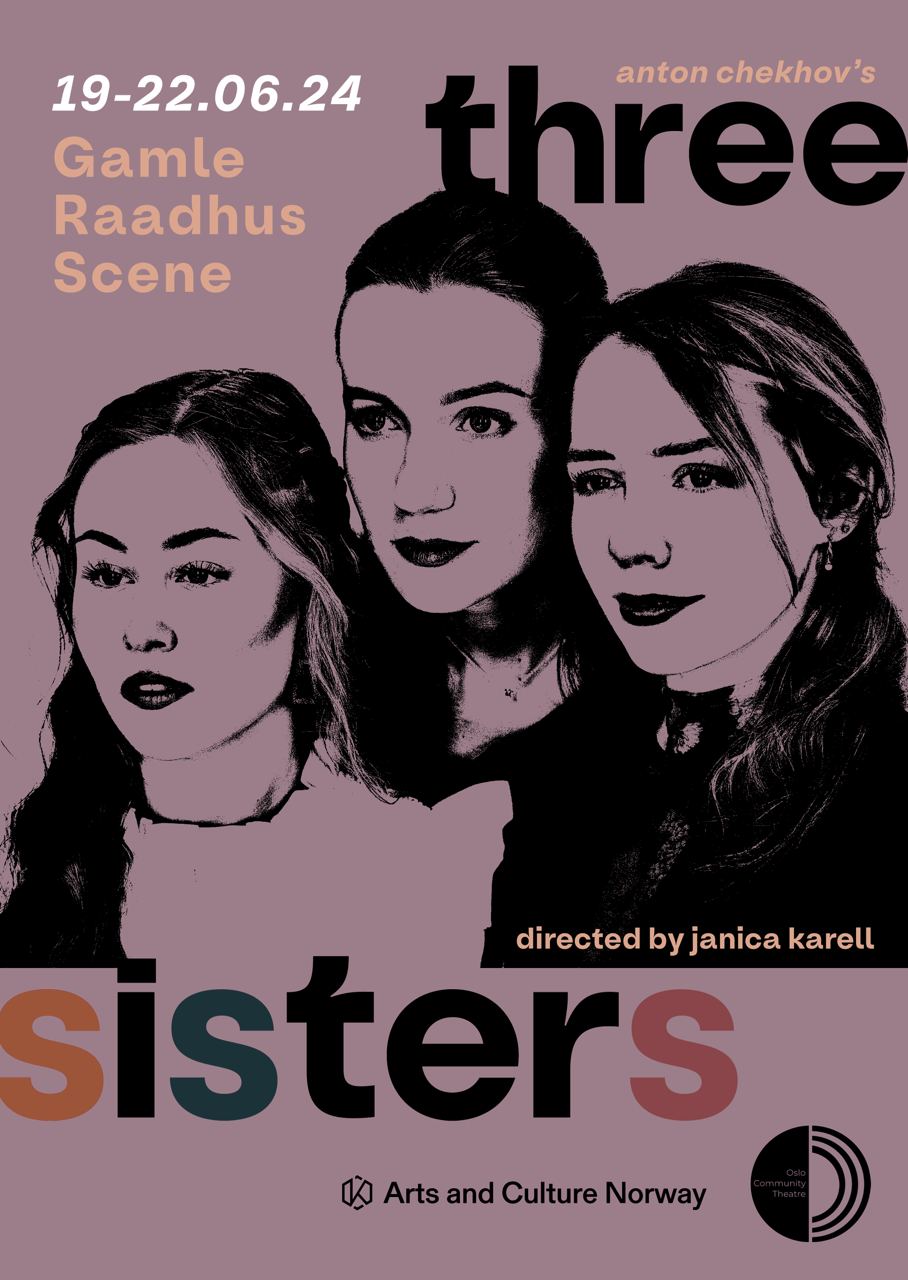 19-22.06.24
Gamle
Raadhus
Scene
anton chekhov's
three
directed by janica karell
sisters
Arts and Culture Norway
Oslo
Community
Theatre